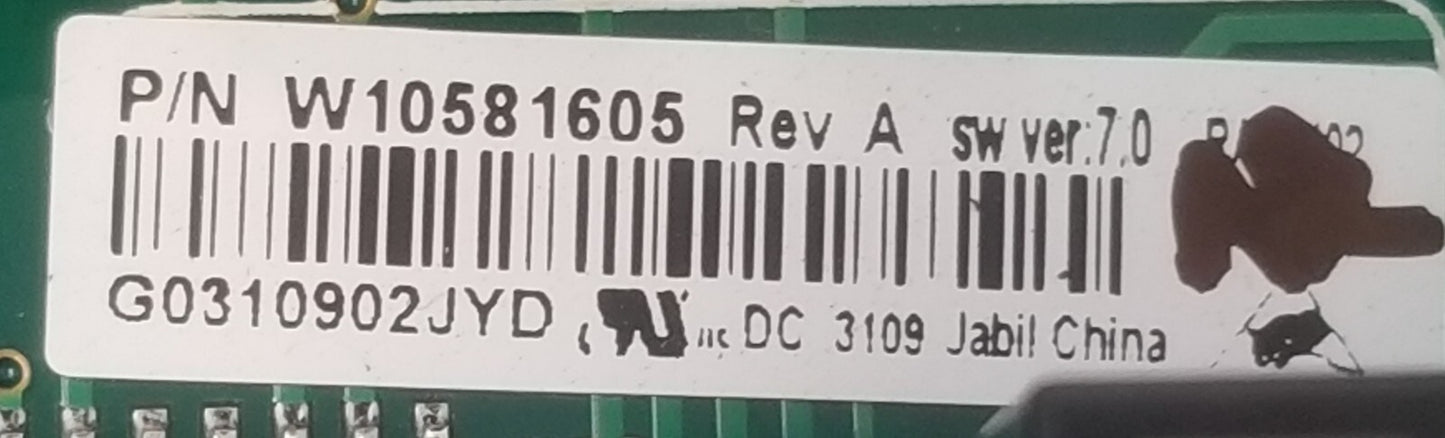 P/N W10581605 Rev A sw ver:7.0
G0310902JYD DC 3109 Jabil China